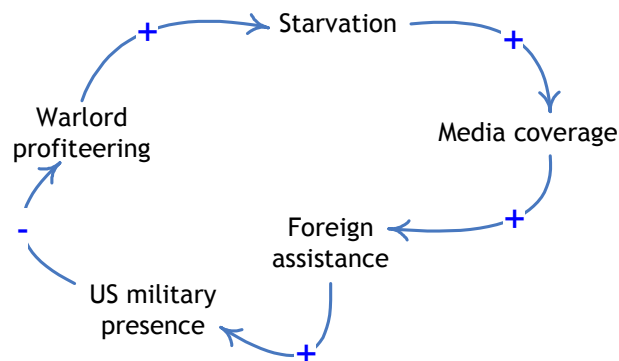 +
Starvation
+
Media coverage
+
Foreign
assistance
+
US military
presence
-
Warlord
profiteering